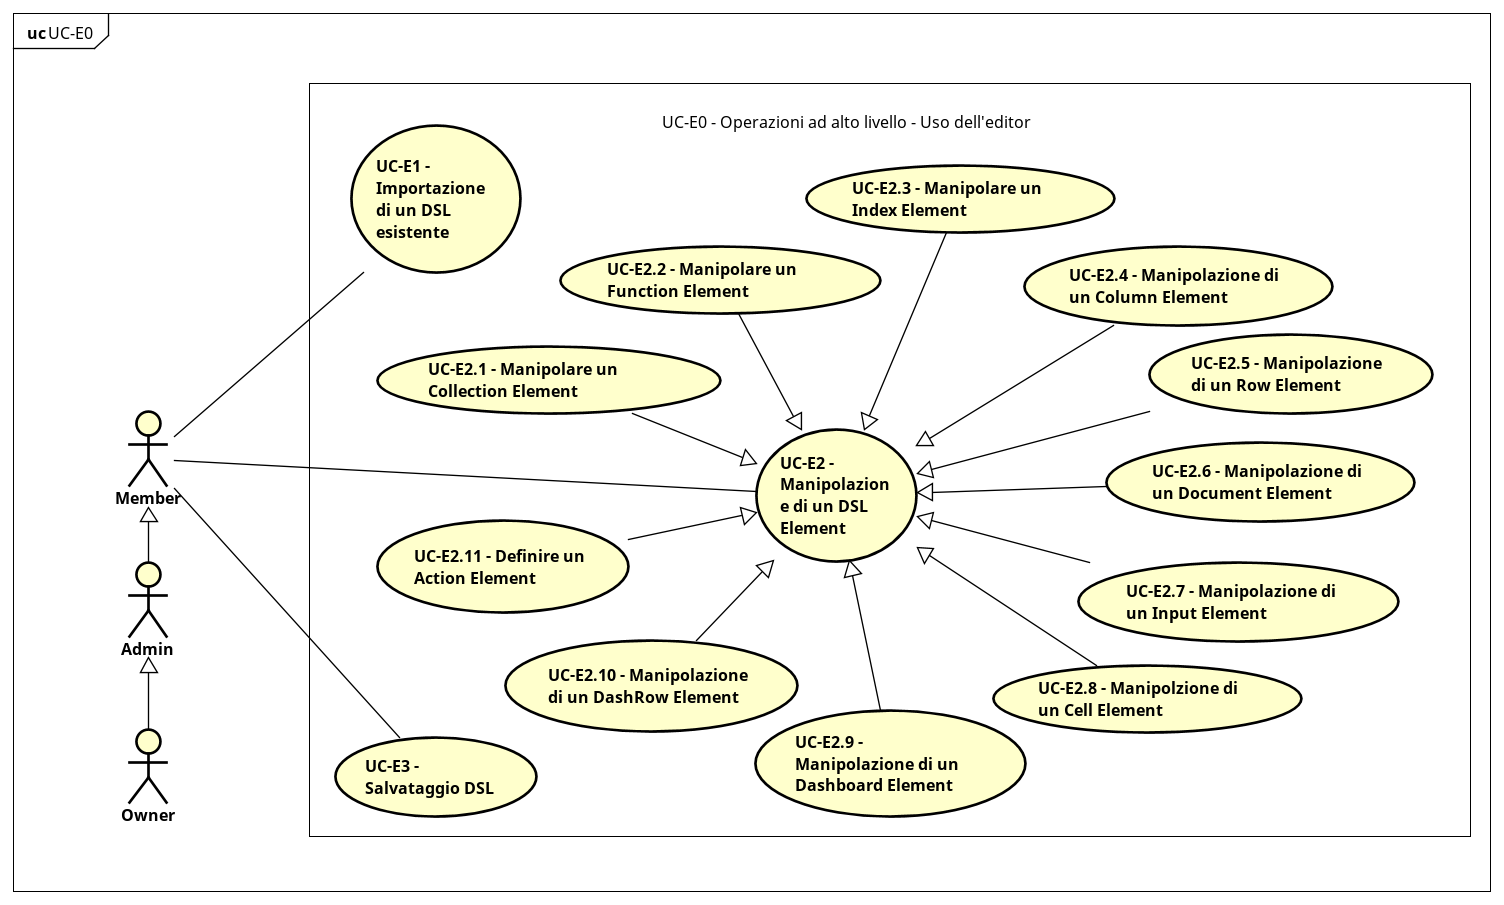 uc UC-E0
UC-E0 - Operazioni ad alto livello - Uso dell'editor
UC-E1 -
Importazione
di un DSL
esistente
UC-E2.3 - Manipolare un
Index Element
UC-E2.2 - Manipolare un
Function Element
UC-E2.4 - Manipolazione di
un Column Element
UC-E2.1 - Manipolare un
Collection Element
UC-E2.5 - Manipolazione
di un Row Element
UC-E2 -
Manipolazion
e di un DSL
Element
UC-E2.6 - Manipolazione di
un Document Element
Member
UC-E2.11 - Definire un
Action Element
UC-E2.7 - Manipolazione di
un Input Element
Admin
UC-E2.10 - Manipolazione
di un DashRow Element
UC-E2.8 - Manipolzione di
un Cell Element
UC-E2.9 -
Manipolazione di un
Dashboard Element
UC-E3 -
Salvataggio DSL
Owner